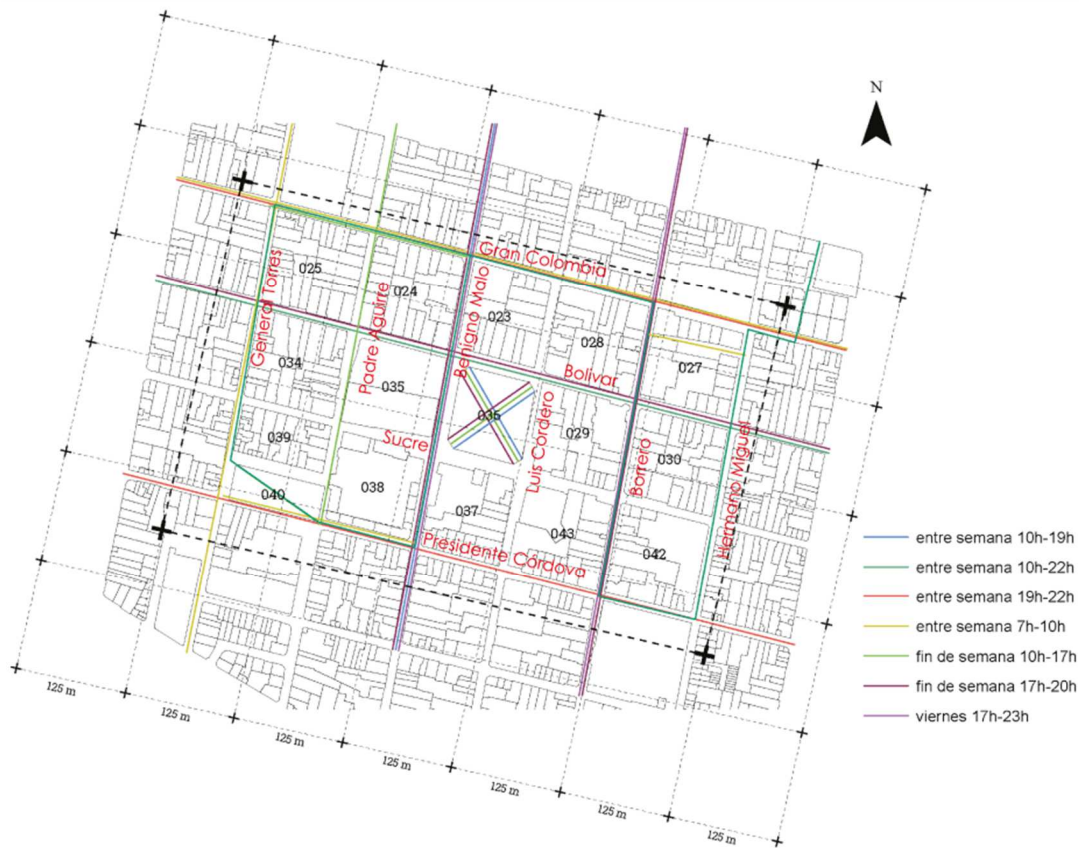 N
Gran Colombia
025
General Torres
024
Padre Aguirre
Benigno Malo
023
028
027
Bolivar
034
035
035
Sucre
Luis Cordero
029
Borrero
030
Hermano Miguel
039
040
038
037
043
042
Presidente Córdova
entre semana 10h-19h
entre semana 10h-22h
entre semana 19h-22h
entre semana 7h-10h
fin de semana 10h-17h
fin de semana 17h-20h
viernes 17h-23h
125 m
125 m
125 m
125 m
125 m
125 m
125 m